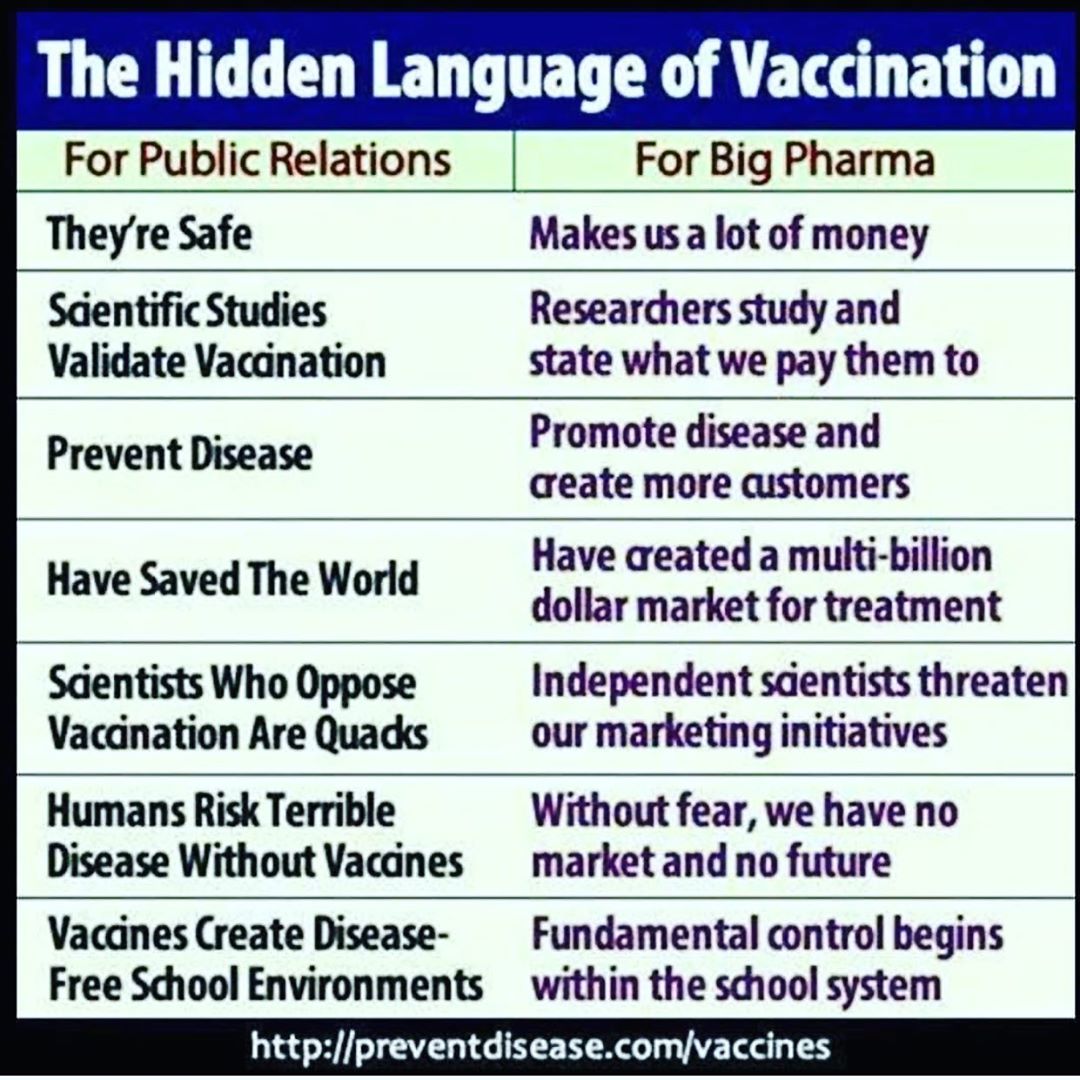 The Hidden Language of Vaccination
For Public Relations
For Big Pharma
They're Safe
Makes us a lot of money
Scientific Studies
Validate Vaccination
Researchers study and
state what we pay them to
Prevent Disease
Promote disease and
create more customers
Have Saved The World
Have created a multi-billion
dollar market for treatment
Scientists Who Oppose
Vaccination Are Quacks
Independent scientists threaten
our marketing initiatives
Humans Risk Terrible
Disease Without Vaccines
Without fear, we have no
market and no future
Vaccines Create Disease-
Free School Environments
Fundamental control begins
within the school system
http://preventdisease.com/vaccines